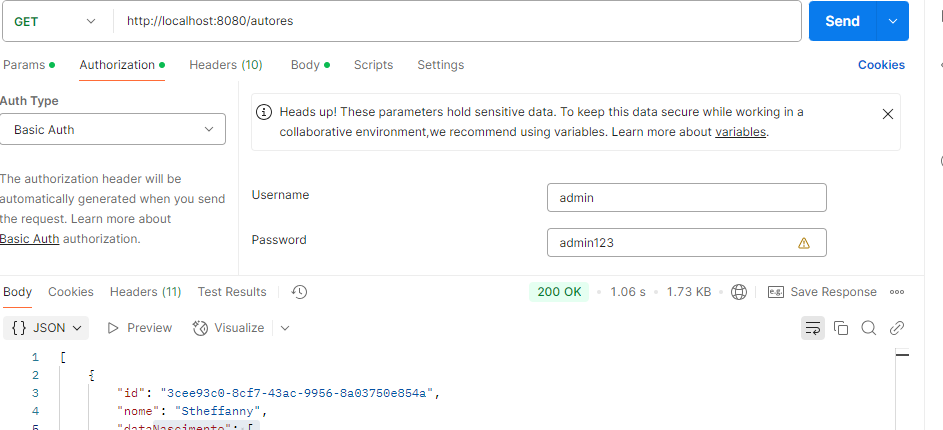 GET http://localhost:8080/autores Send
Params Authorization Headers (10) Body Scripts Settings Cookies
Auth Type
Basic Auth
Heads up! These parameters hold sensitive data. To keep this data secure while working in a
collaborative environment,we recommend using variables. Learn more about variables.
The authorization header will be
automatically generated when you send
the request. Learn more about
Basic Auth authorization.
Username admin
Password admin123
Body Cookies Headers (11) Test Results 200 OK 1.06 s 1.73 KB e.g. Save Response
{} JSON Preview Visualize
1 [
2 {
3 "id": "3cee93c0-8cf7-43ac-9956-8a03750e854a",
4 "nome": "Stheffanny",
5 "dataNascimento": [